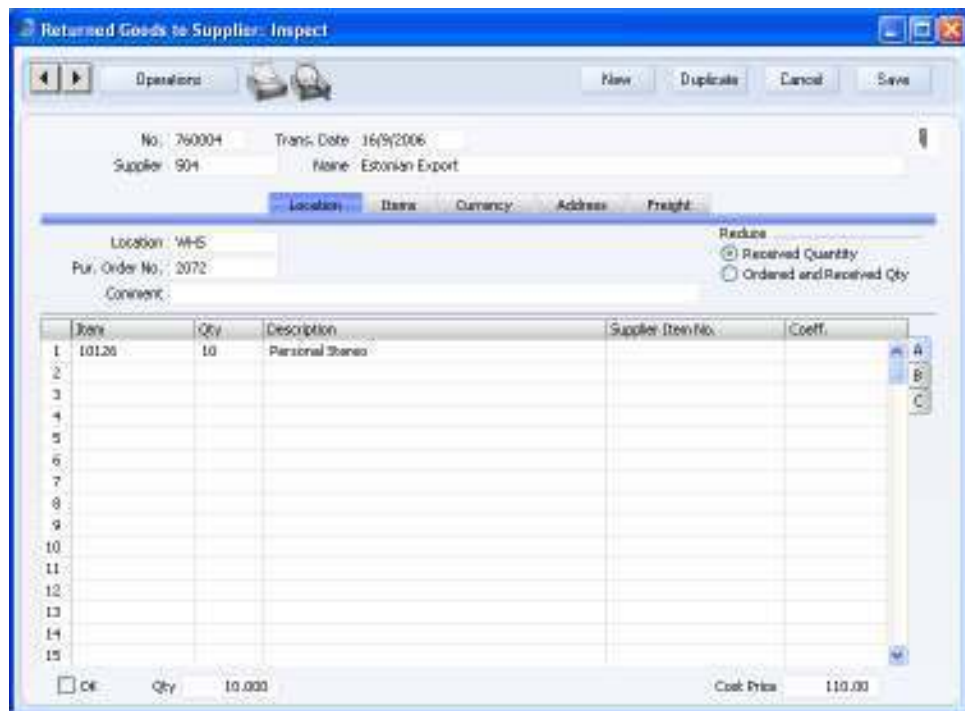 Returned Goods to Supplier: Inspect
Operations New Duplicate Cancel Save
No. 760004 Trans. Date 16/9/2006
Supplier 904 Name Estonian Export
Location Items Currency Address Freight
Reduce
Location WHS Received Quantity
Pur. Order No. 2072 Ordered and Received Qty
Comment
Item Qty Description Supplier Item No. Coeff.
1 10126 10 Personal Stereo A
2 B
3 C
4
5
6
7
8
9
10
11
12
13
14
15
OK Qty 10.000 Cost Price 110.00